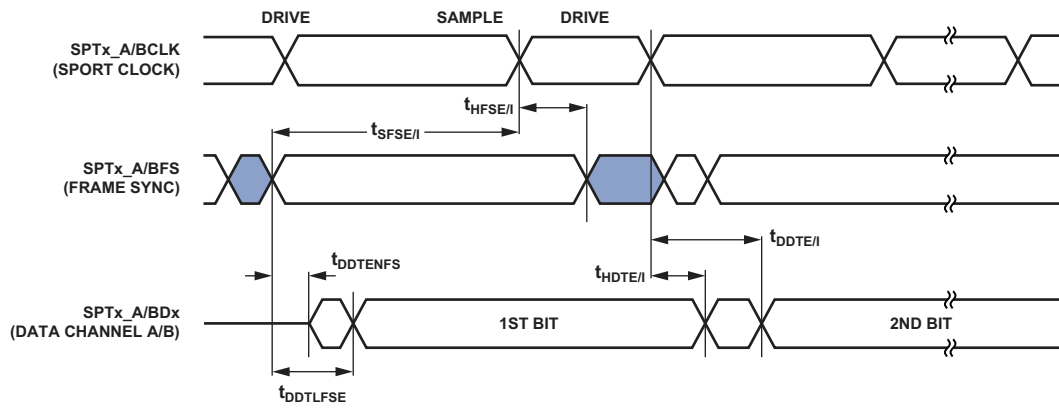 DRIVE SAMPLE DRIVE
SPTx_A/BCLK
(SPORT CLOCK)
tHFSE/I
tSFSE/I
SPTx_A/BFS
(FRAME SYNC)
tDDTE/I
tDDTENFS
tHDTE/I
SPTx_A/BDx
(DATA CHANNEL A/B)
1ST BIT 2ND BIT
tDDTLFSE